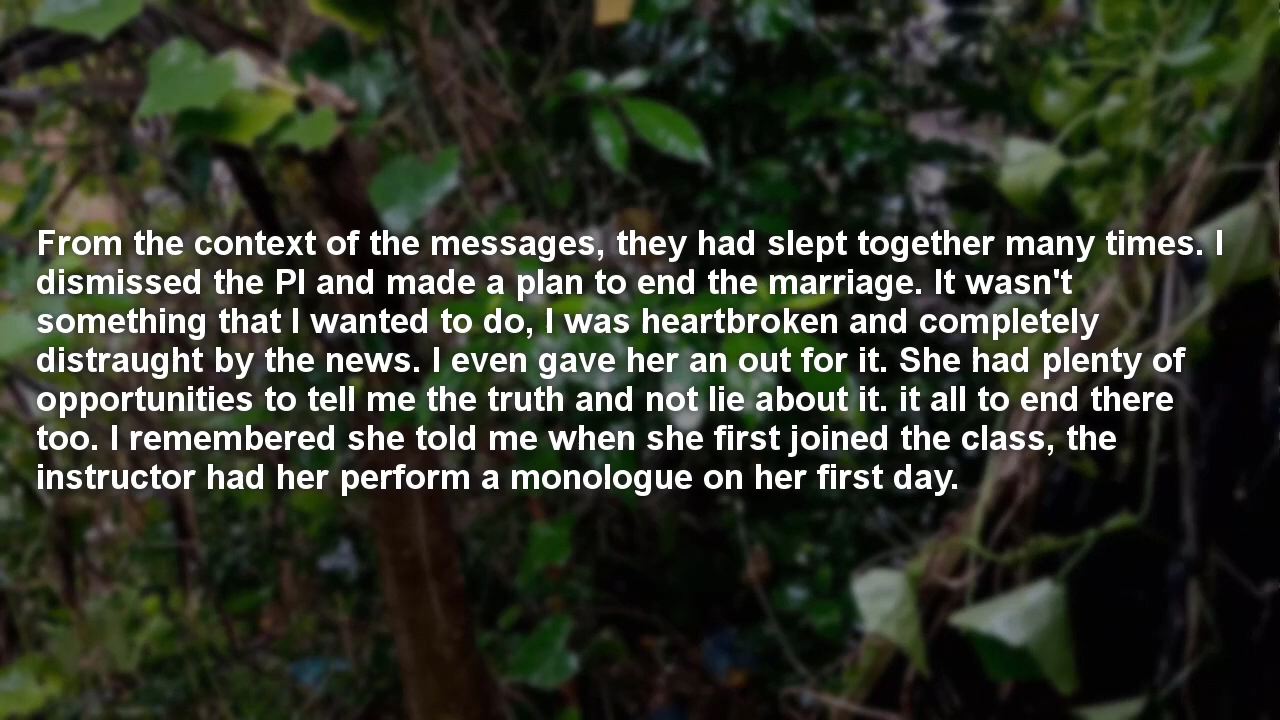 From the context of the messages, they had slept together many times. I
dismissed the PI and made a plan to end the marriage. It wasn't
something that I wanted to do, I was heartbroken and completely
distraught by the news. I even gave her an out for it. She had plenty of
opportunities to tell me the truth and not lie about it. it all to end there
too. I remembered she told me when she first joined the class, the
instructor had her perform a monologue on her first day.